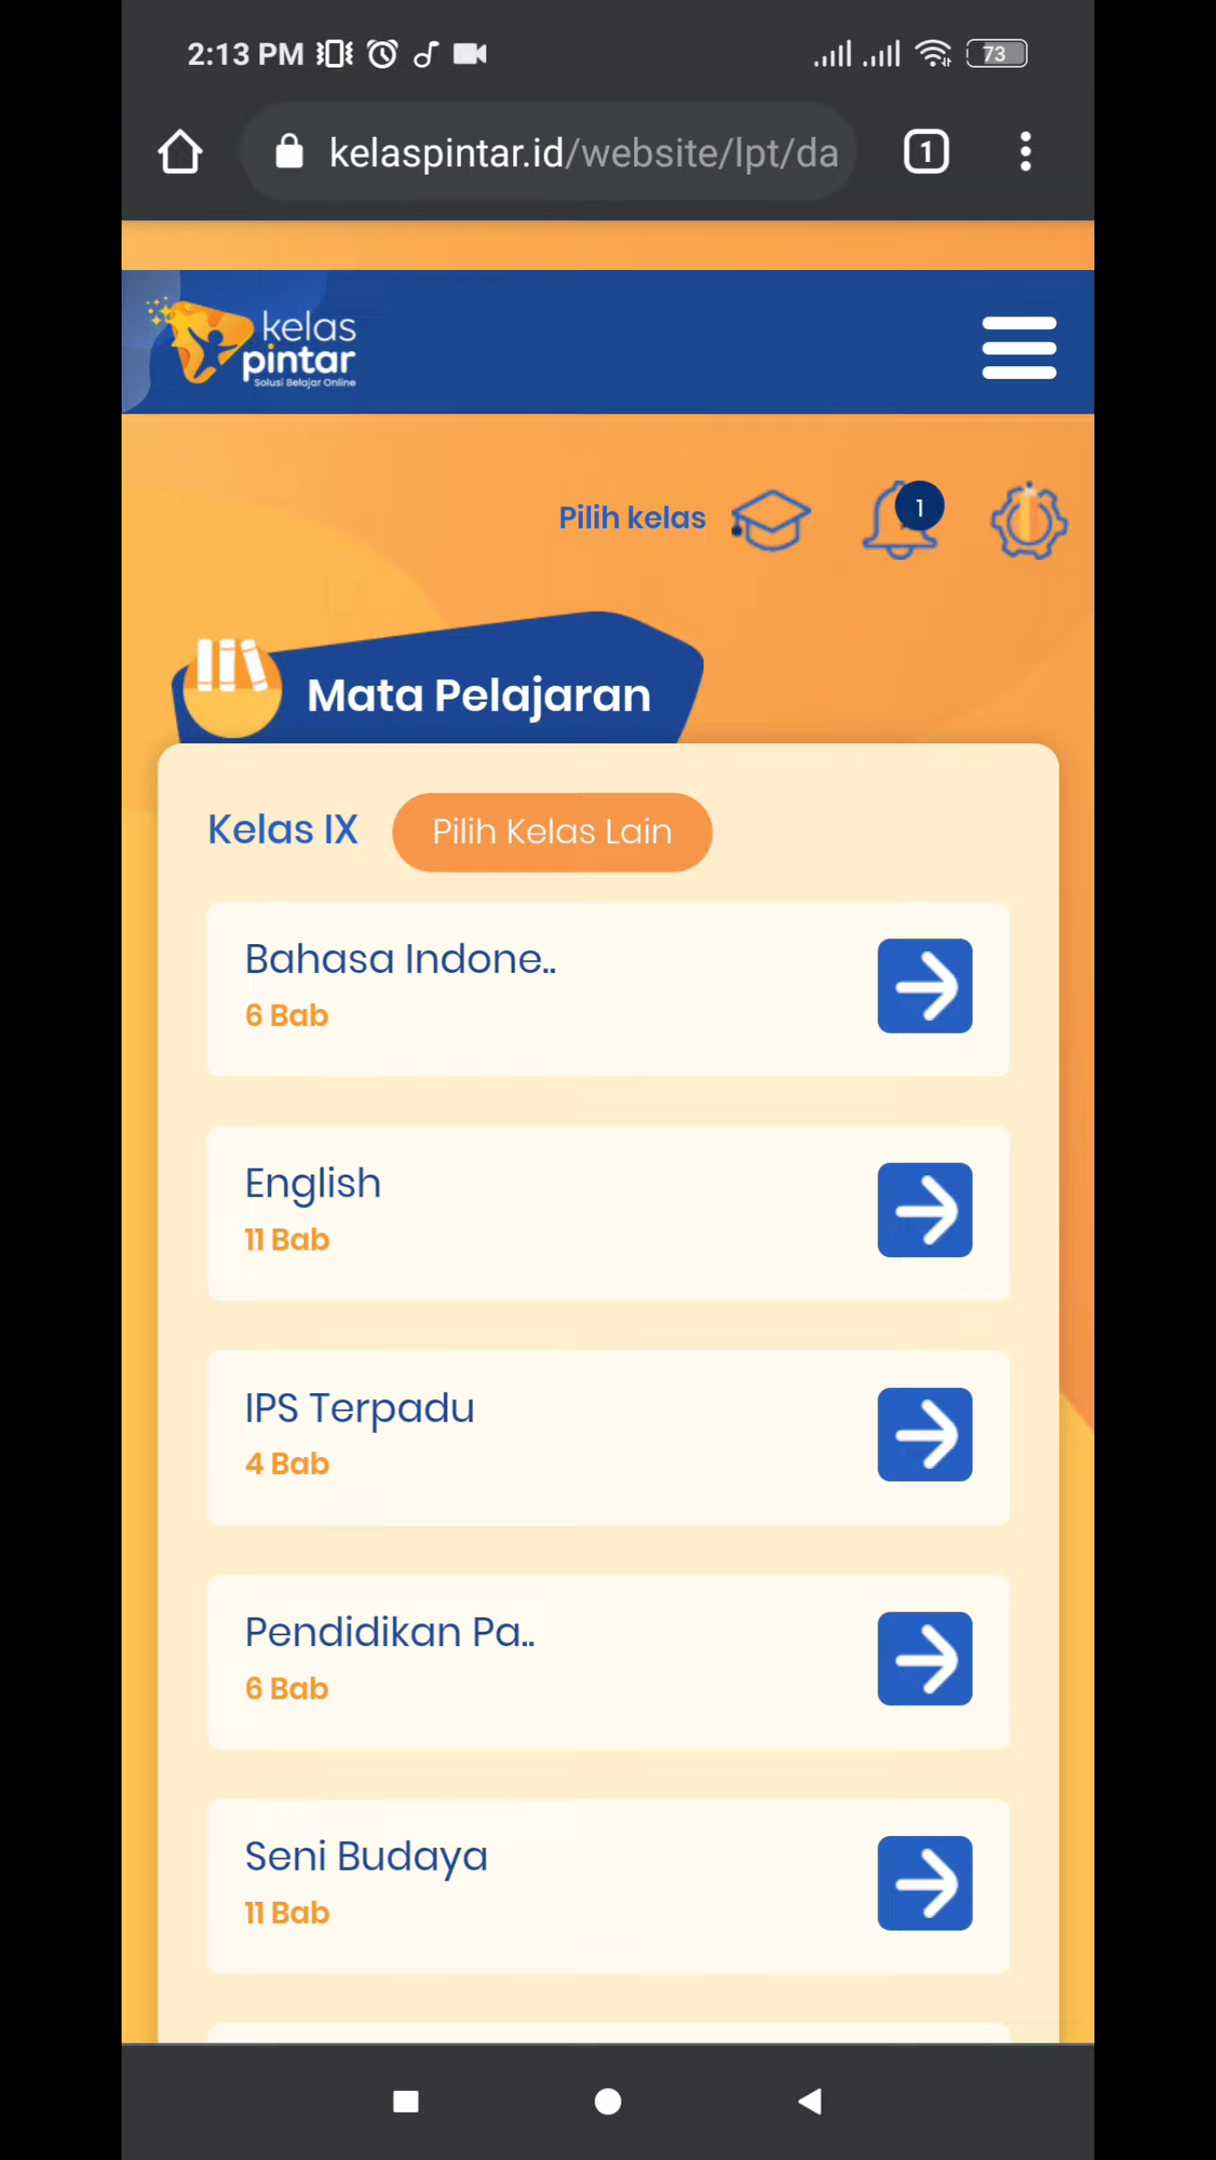 2:13 PM
73
kelaspintar.id/website/lpt/da
1
kelas
pintar
Solusi Belajar Online
Pilih kelas
1
Mata Pelajaran
Kelas IX
Pilih Kelas Lain
Bahasa Indone..
6 Bab
English
11 Bab
IPS Terpadu
4 Bab
Pendidikan Pa..
6 Bab
Seni Budaya
11 Bab